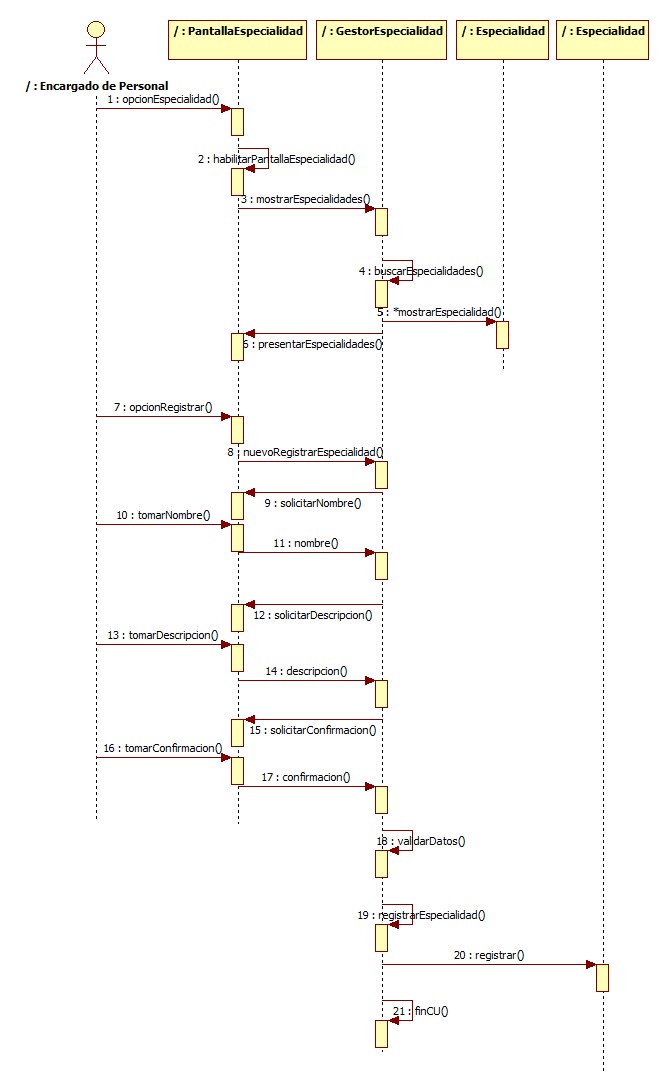 / : PantallaEspecialidad
/ : GestorEspecialidad
/ : Especialidad
/ : Especialidad
/ : Encargado de Personal
1 : opcionEspecialidad()
2 : habilitarPantallaEspecialidad()
3 : mostrarEspecialidades()
4 : buscarEspecialidades()
5 : *mostrarEspecialidad()
6 : presentarEspecialidades()
7 : opcionRegistrar()
8 : nuevoRegistrarEspecialidad()
9 : solicitarNombre()
10 : tomarNombre()
11 : nombre()
12 : solicitarDescripcion()
13 : tomarDescripcion()
14 : descripcion()
15 : solicitarConfirmacion()
16 : tomarConfirmacion()
17 : confirmacion()
18 : validarDatos()
19 : registrarEspecialidad()
20 : registrar()
21 : finCU()